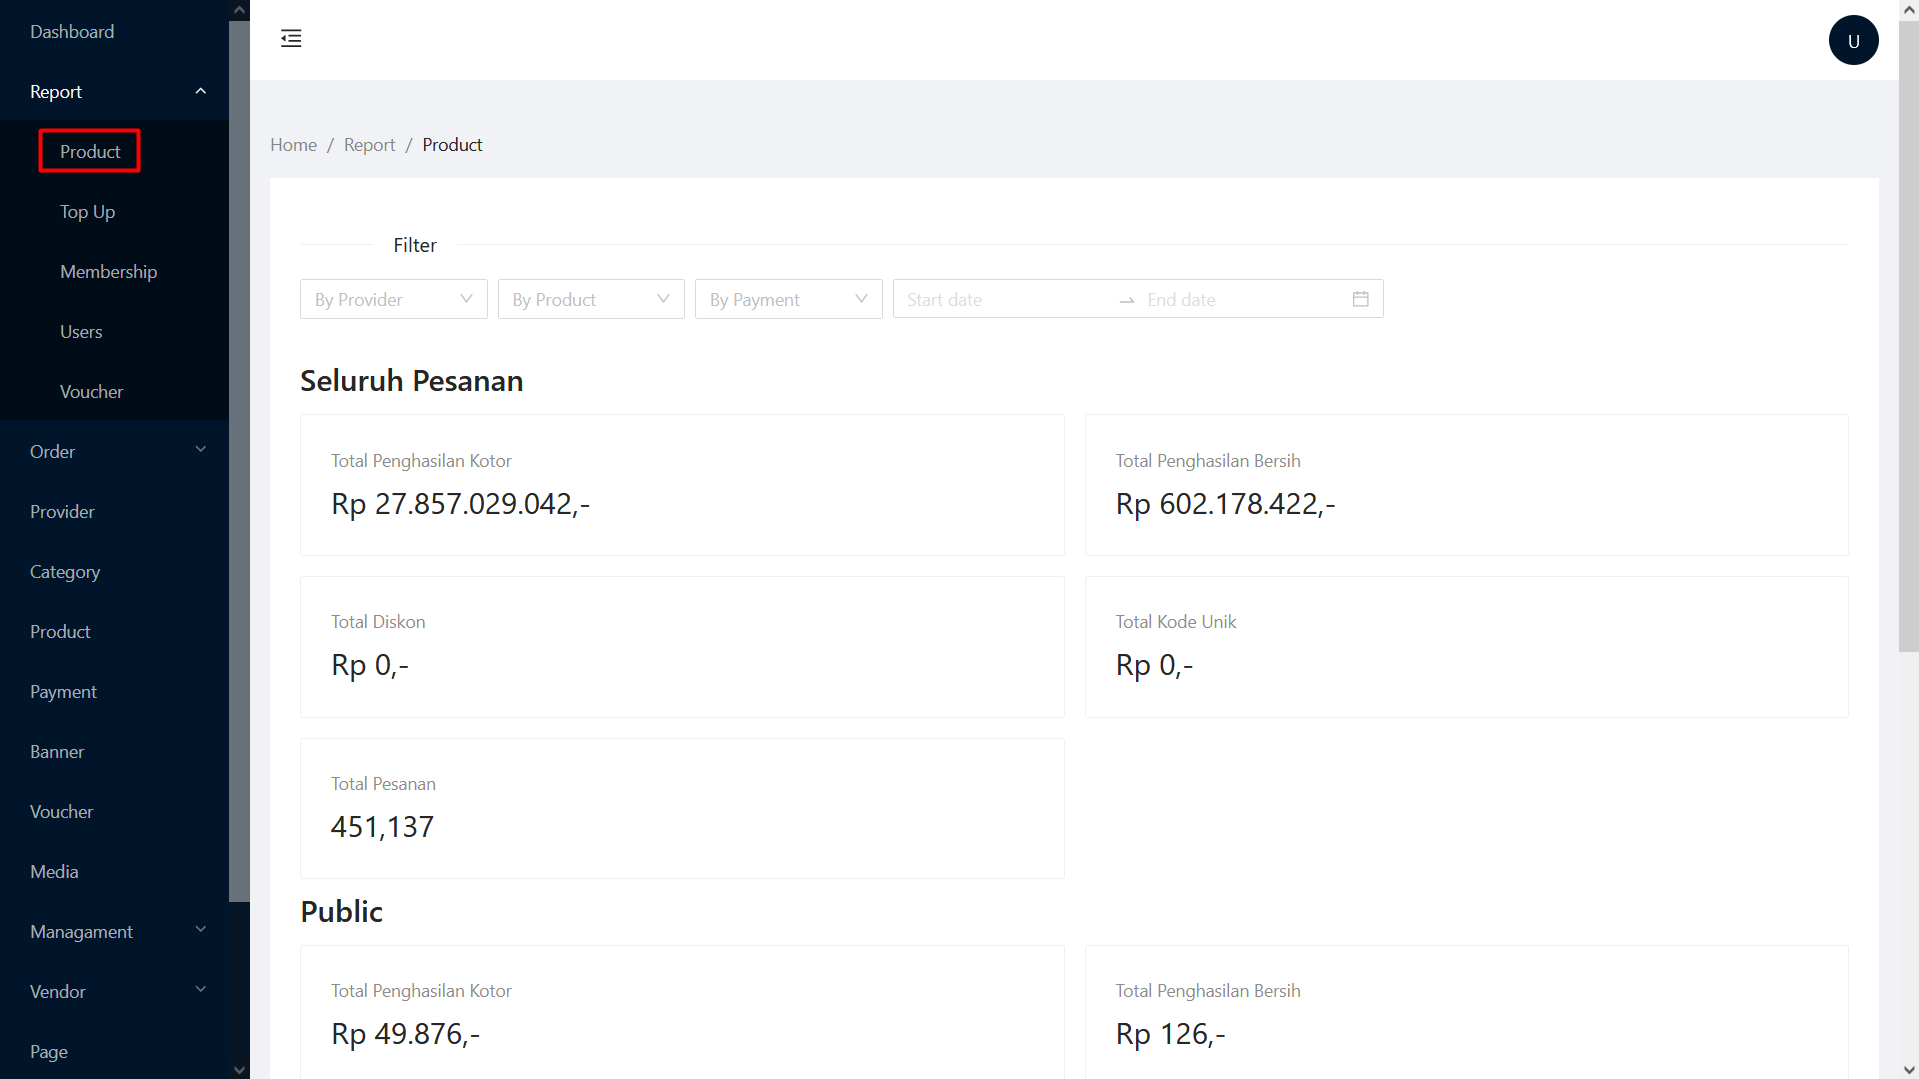 Dashboard
Report
Product
Top Up
Membership
Users
Voucher
Order
Provider
Category
Product
Payment
Banner
Voucher
Media
Managament
Vendor
Page
U
Home / Report / Product
Filter
By Provider
By Product
By Payment
Start date
End date
Seluruh Pesanan
Total Penghasilan Kotor
Rp 27.857.029.042,-
Total Penghasilan Bersih
Rp 602.178.422,-
Total Diskon
Rp 0,-
Total Kode Unik
Rp 0,-
Total Pesanan
451,137
Public
Total Penghasilan Kotor
Rp 49.876,-
Total Penghasilan Bersih
Rp 126,-